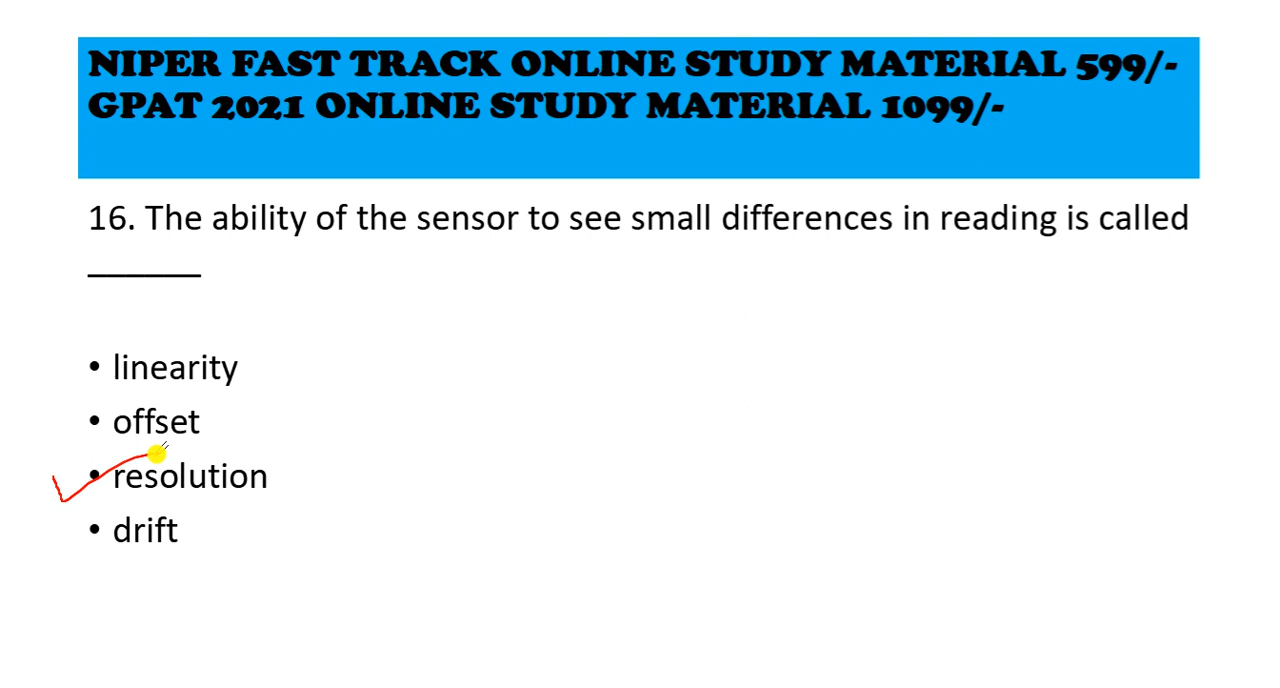 NIPER FAST TRACK ONLINE STUDY MATERIAL 599/-
GPAT 2021 ONLINE STUDY MATERIAL 1099/-
16. The ability of the sensor to see small differences in reading is called
______
• linearity
• offset
• resolution
• drift